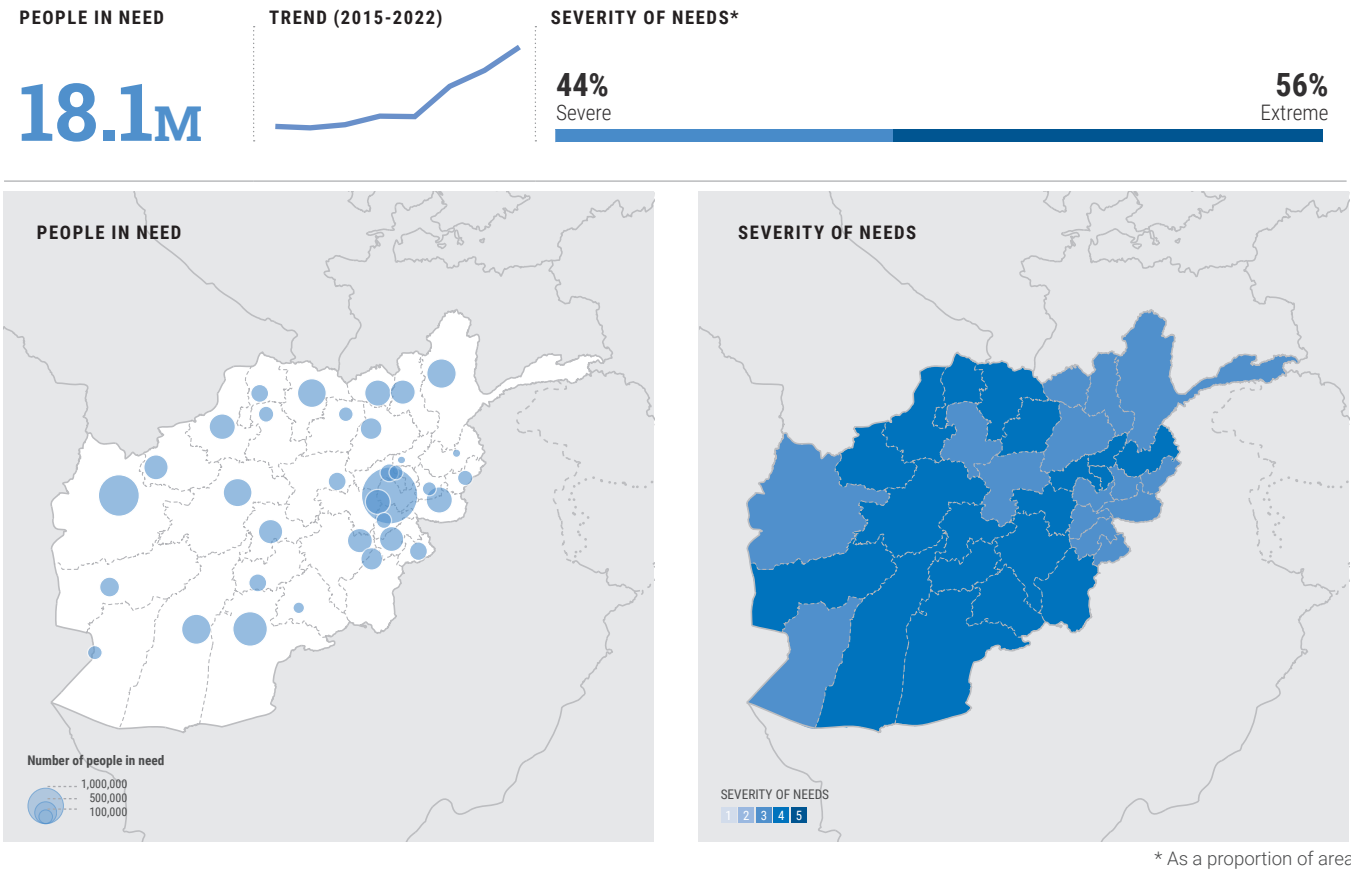 PEOPLE IN NEED
TREND (2015-2022)
SEVERITY OF NEEDS*
18.1M
44%
Severe
56%
Extreme
PEOPLE IN NEED
Number of people in need
1,000,000
500,000
100,000
SEVERITY OF NEEDS
SEVERITY OF NEEDS
1 2 3 4 5
* As a proportion of area